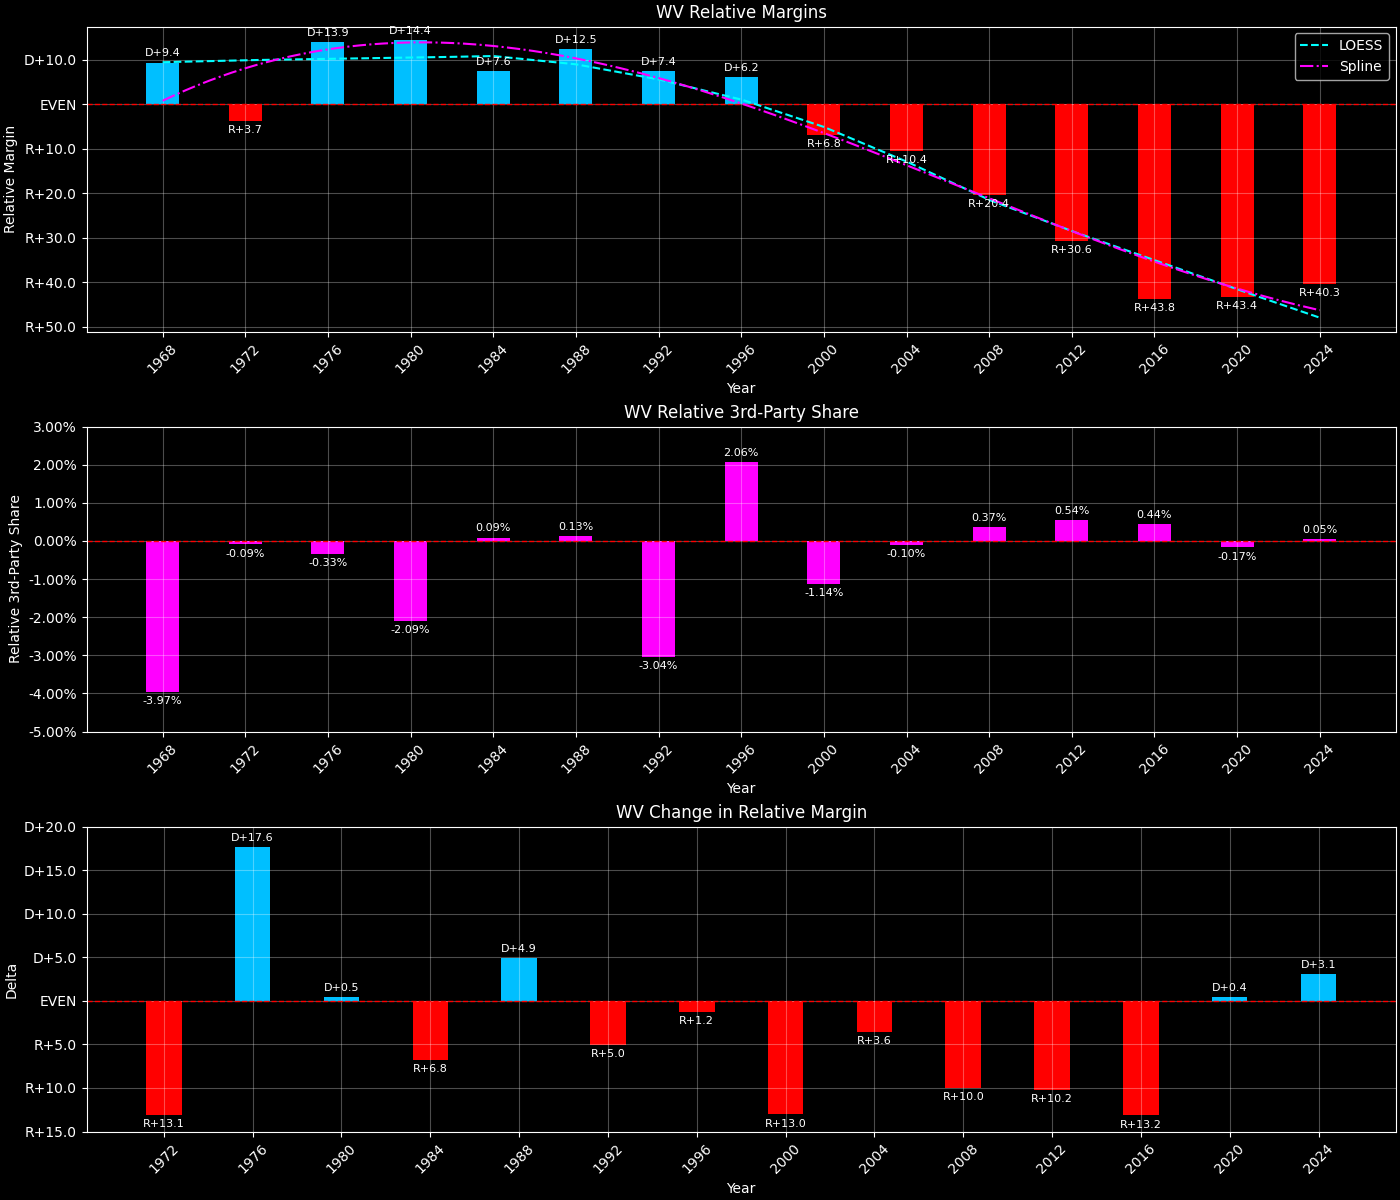 WV Relative Margins
Relative Margin
D+10.0
EVEN
R+10.0
R+20.0
R+30.0
R+40.0
R+50.0
D+9.4
R+3.7
D+13.9
D+14.4
D+7.6
D+12.5
D+7.4
D+6.2
R+6.8
R+10.4
R+20.4
R+30.6
R+43.8
R+43.4
R+40.3
LOESS
Spline
1968 1972 1976 1980 1984 1988 1992 1996 2000 2004 2008 2012 2016 2020 2024
Year
WV Relative 3rd-Party Share
Relative 3rd-Party Share
3.00%
2.00%
1.00%
0.00%
-1.00%
-2.00%
-3.00%
-4.00%
-5.00%
-3.97%
-0.09%
-0.33%
-2.09%
0.09%
0.13%
-3.04%
2.06%
-1.14%
-0.10%
0.37%
0.54%
0.44%
-0.17%
0.05%
1968 1972 1976 1980 1984 1988 1992 1996 2000 2004 2008 2012 2016 2020 2024
Year
WV Change in Relative Margin
Delta
D+20.0
D+15.0
D+10.0
D+5.0
EVEN
R+5.0
R+10.0
R+15.0
R+13.1
D+17.6
D+0.5
R+6.8
D+4.9
R+5.0
R+1.2
R+13.0
R+3.6
R+10.0
R+10.2
R+13.2
D+0.4
D+3.1
1972 1976 1980 1984 1988 1992 1996 2000 2004 2008 2012 2016 2020 2024
Year